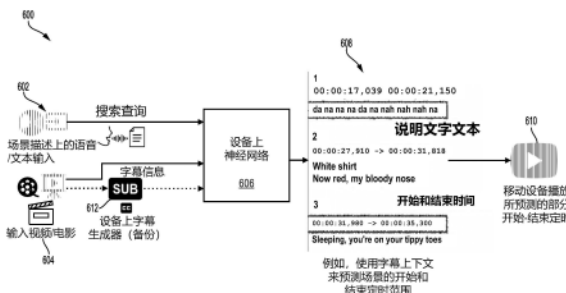 600
608
602
搜索查询
场景描述上的语音
/文本输入
设备上
神经网络
606
字幕信息
SUB
612
设备上字幕
生成器（备份）
输入视频/电影
604
1
00:00:17,039 00:00:21,150
da na na na da na nah nah nah na
说明文字文本
2
00:00:27,910 -> 00:00:31,818
White shirt
Now red, my bloody nose
3
开始和结束时间
00:00:31,980 -> 00:00:35,300
Sleeping, you're on your tippy toes
例如，使用字幕上下文
来预测场景的开始和
结束定时范围
610
移动设备播放
所预测的部分
开始-结束定时